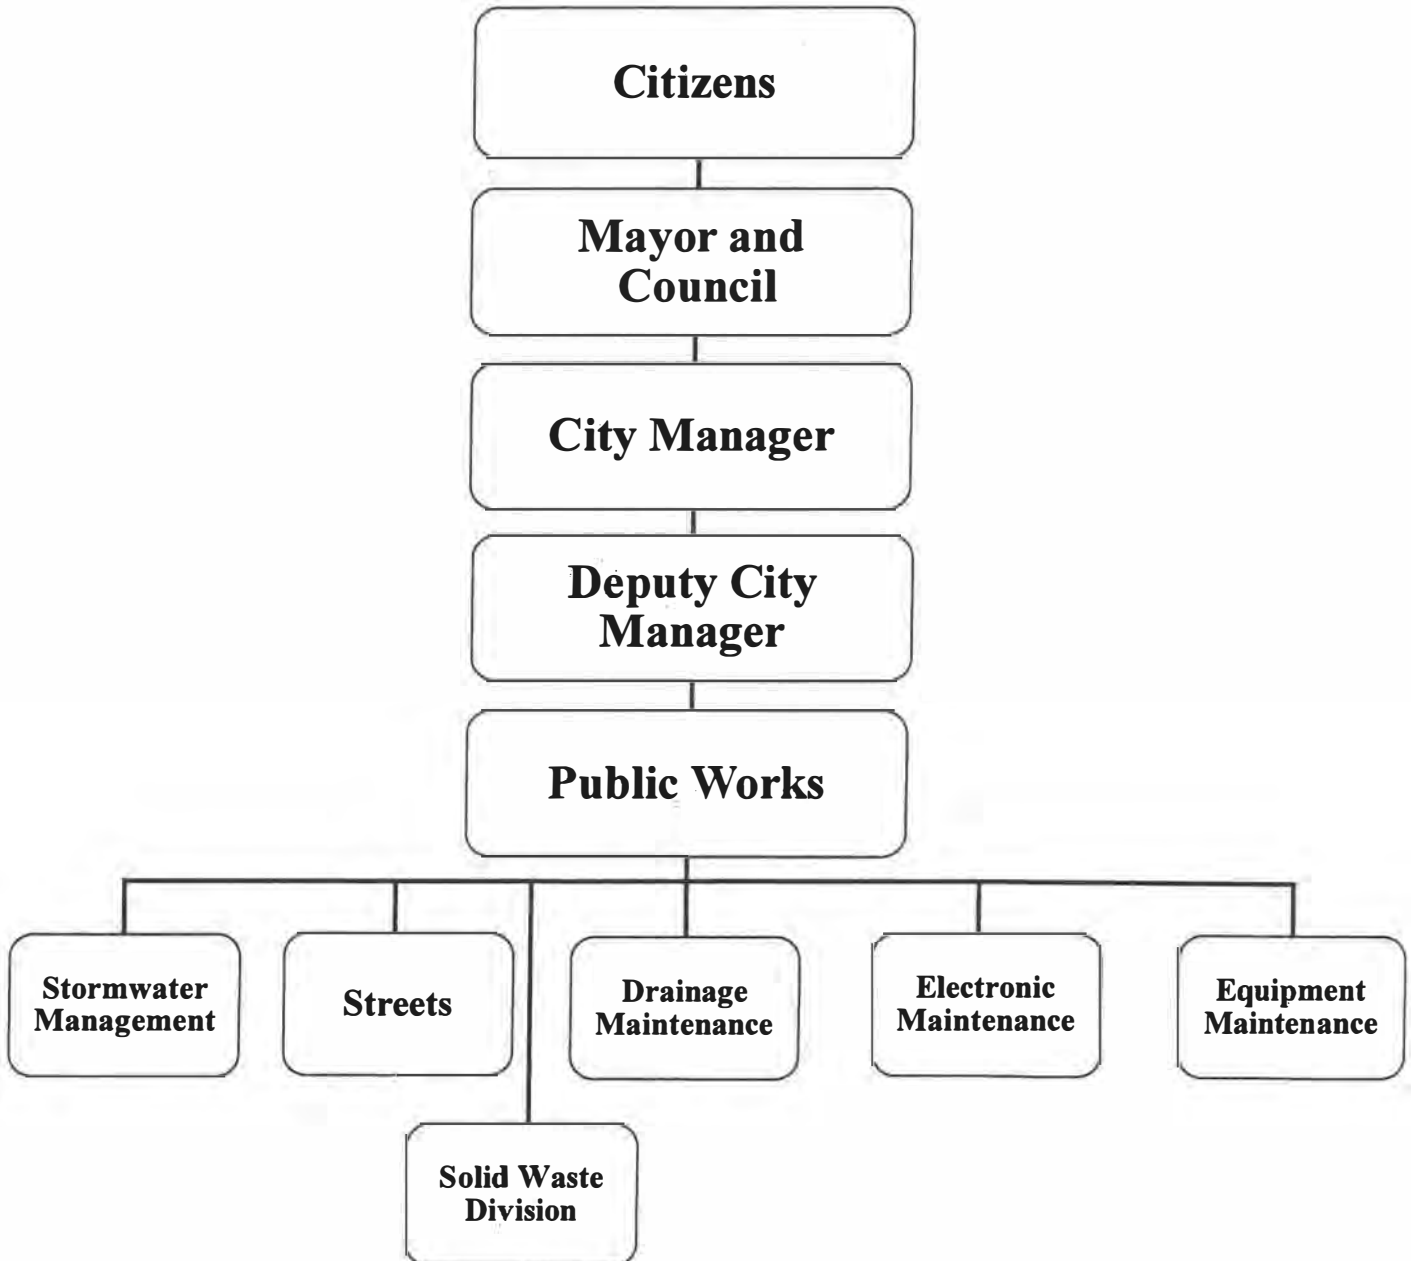 Citizens
Mayor and
Council
City Manager
Deputy City
Manager
Public Works
Stormwater
Management
Streets
Drainage
Maintenance
Electronic
Maintenance
Equipment
Maintenance
Solid Waste
Division